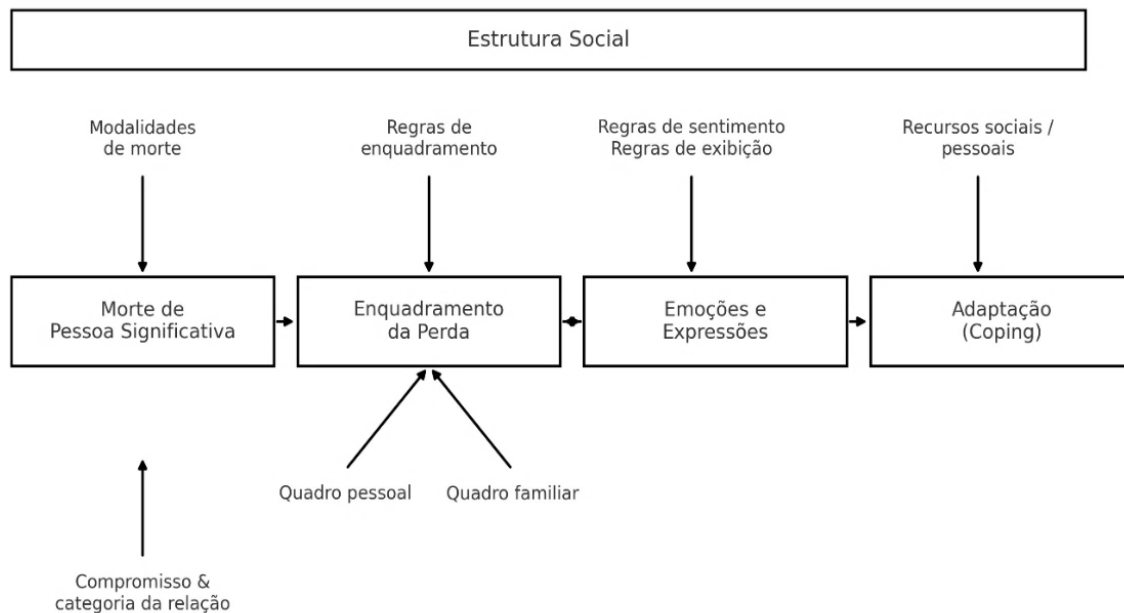 Estrutura Social
Modalidades
de morte
Regras de
enquadramento
Regras de sentimento
Regras de exibição
Recursos sociais /
pessoais
Morte de
Pessoa Significativa
Enquadramento
da Perda
Emoções e
Expressões
Adaptação
(Coping)
Quadro pessoal
Quadro familiar
Compromisso &
categoria da relação